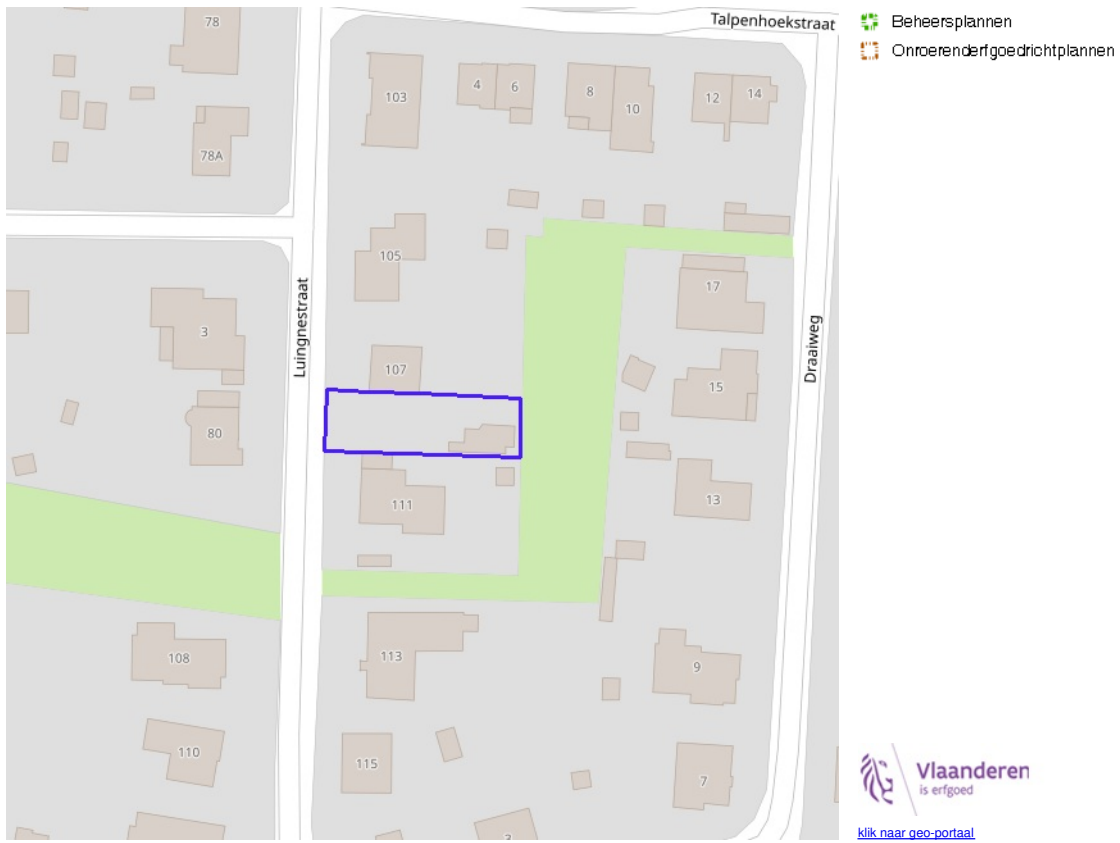 Talpenhoekstraat
78
103
4
6
8
10
12
14
78A
105
17
Luingnestraat
Draaiweg
3
107
15
80
111
13
108
113
9
110
115
7
Beheersplannen
Onroerenderfgoedrichtplannen
Vlaanderen
is erfgoed
klik naar geo-portaal